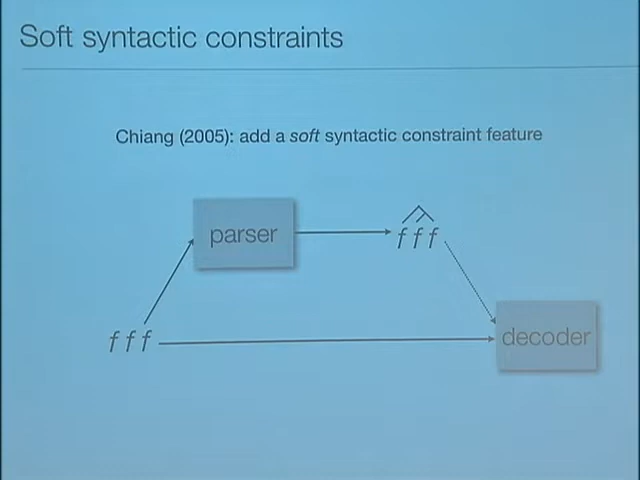 Soft syntactic constraints
Chiang (2005): add a soft syntactic constraint feature
parser
f f f
f f f
decoder